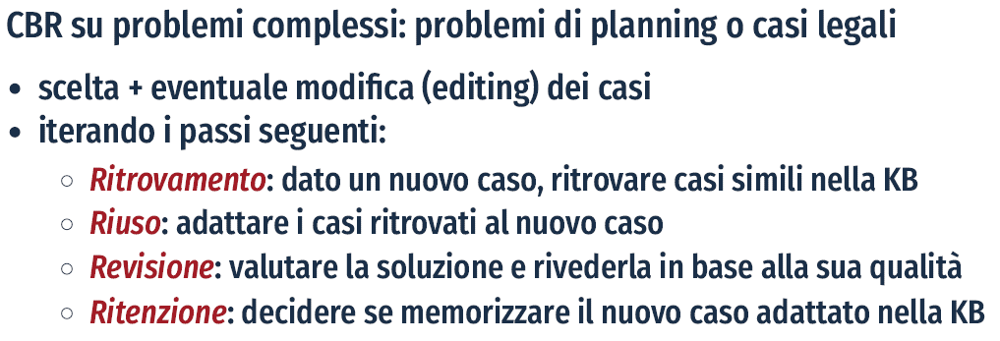 CBR su problemi complessi: problemi di planning o casi legali
• scelta + eventuale modifica (editing) dei casi
• iterando i passi seguenti:
○ Ritrovamento: dato un nuovo caso, ritrovare casi simili nella KB
○ Riuso: adattare i casi ritrovati al nuovo caso
○ Revisione: valutare la soluzione e rivederla in base alla sua qualità
○ Ritenzione: decidere se memorizzare il nuovo caso adattato nella KB